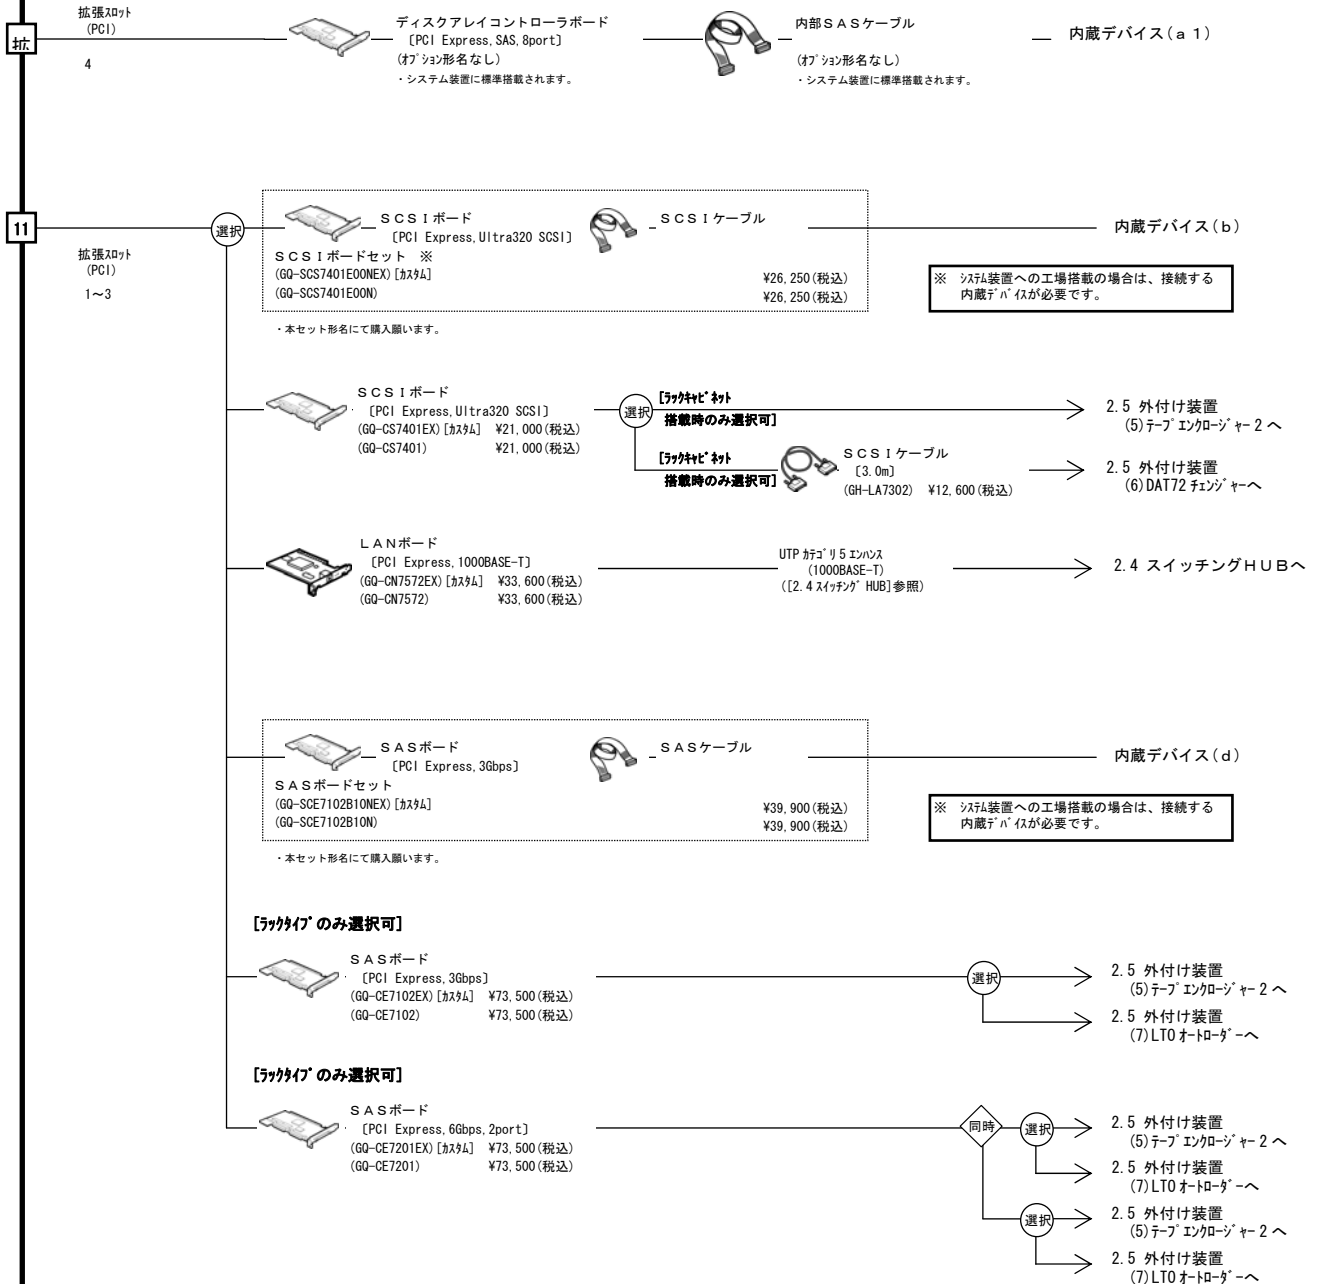 拡張スロット
(PCI)
4
拡
ディスクアレイコントローラボード
〔PCI Express,SAS,8port〕
(オプション形名なし)
・システム装置に標準搭載されます。
内部SASケーブル
(オプション形名なし)
・システム装置に標準搭載されます。
内蔵デバイス(a1)
11
拡張スロット
(PCI)
1~3
選択
SCSIボード
〔PCI Express,Ultra320 SCSI〕
SCSIケーブル
内蔵デバイス(b)
SCSIボードセット ※
(GQ-SCS7401EOONEX)[カスタム] ¥26,250(税込)
(GQ-SCS7401EOON) ¥26,250(税込)
・本セット形名にて購入願います。
※ システム装置への工場搭載の場合は、接続する
内蔵デバイスが必要です。
SCSIボード
〔PCI Express,Ultra320 SCSI〕
(GQ-CS7401EX)[カスタム] ¥21,000(税込)
(GQ-CS7401) ¥21,000(税込)
選択
[ラックキャビネット
搭載時のみ選択可]
2.5 外付け装置
(5)テープエンクロージャー2へ
[ラックキャビネット
搭載時のみ選択可]
SCSIケーブル
〔3.0m〕
(GH-LA7302) ¥12,600(税込)
2.5 外付け装置
(6)DAT72チェンジャーへ
LANボード
〔PCI Express,1000BASE-T〕
(GQ-CN7572EX)[カスタム] ¥33,600(税込)
(GQ-CN7572) ¥33,600(税込)
UTPカテゴリ5エンハンス
(1000BASE-T)
([2.4スイッチングHUB]参照)
2.4 スイッチングHUBへ
SASボード
〔PCI Express,3Gbps〕
SASケーブル
内蔵デバイス(d)
SASボードセット
(GQ-SCE7102B10NEX)[カスタム] ¥39,900(税込)
(GQ-SCE7102B10N) ¥39,900(税込)
・本セット形名にて購入願います。
※ システム装置への工場搭載の場合は、接続する
内蔵デバイスが必要です。
[ラックタイプのみ選択可]
SASボード
〔PCI Express,3Gbps〕
(GQ-CE7102EX)[カスタム] ¥73,500(税込)
(GQ-CE7102) ¥73,500(税込)
選択
2.5 外付け装置
(5)テープエンクロージャー2へ
2.5 外付け装置
(7)LTOオートローダーへ
[ラックタイプのみ選択可]
SASボード
〔PCI Express,6Gbps,2port〕
(GQ-CE7201EX)[カスタム] ¥73,500(税込)
(GQ-CE7201) ¥73,500(税込)
同時
選択
2.5 外付け装置
(5)テープエンクロージャー2へ
2.5 外付け装置
(7)LTOオートローダーへ
選択
2.5 外付け装置
(5)テープエンクロージャー2へ
2.5 外付け装置
(7)LTOオートローダーへ